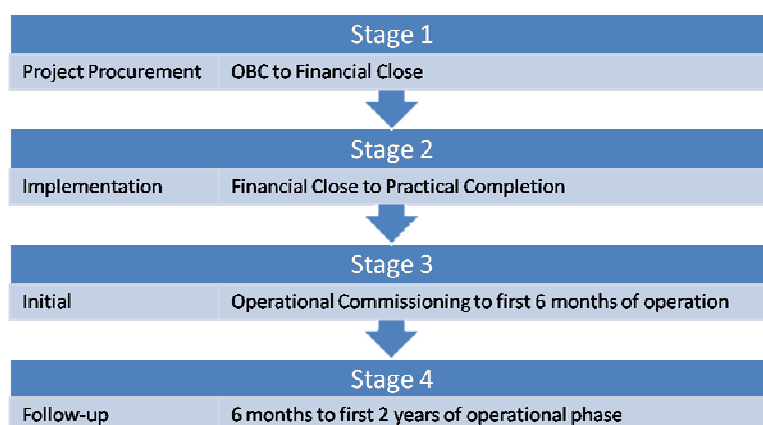 Stage 1
Project Procurement OBC to Financial Close
Stage 2
Implementation Financial Close to Practical Completion
Stage 3
Initial Operational Commissioning to first 6 months of operation
Stage 4
Follow-up 6 months to first 2 years of operational phase